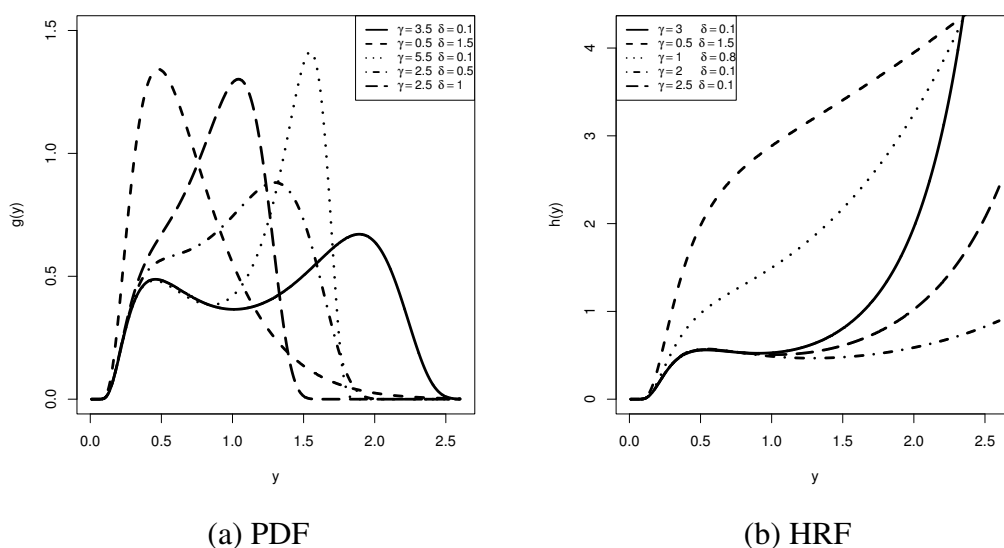 g(y)
1.5
1.0
0.5
0.0
γ = 3.5 δ = 0.1
γ = 0.5 δ = 1.5
γ = 5.5 δ = 0.1
γ = 2.5 δ = 0.5
γ = 2.5 δ = 1
0.0 0.5 1.0 1.5 2.0 2.5
y
(a) PDF
h(y)
4
3
2
1
0
γ = 3 δ = 0.1
γ = 0.5 δ = 1.5
γ = 1 δ = 0.8
γ = 2 δ = 0.1
γ = 2.5 δ = 0.1
0.0 0.5 1.0 1.5 2.0 2.5
y
(b) HRF